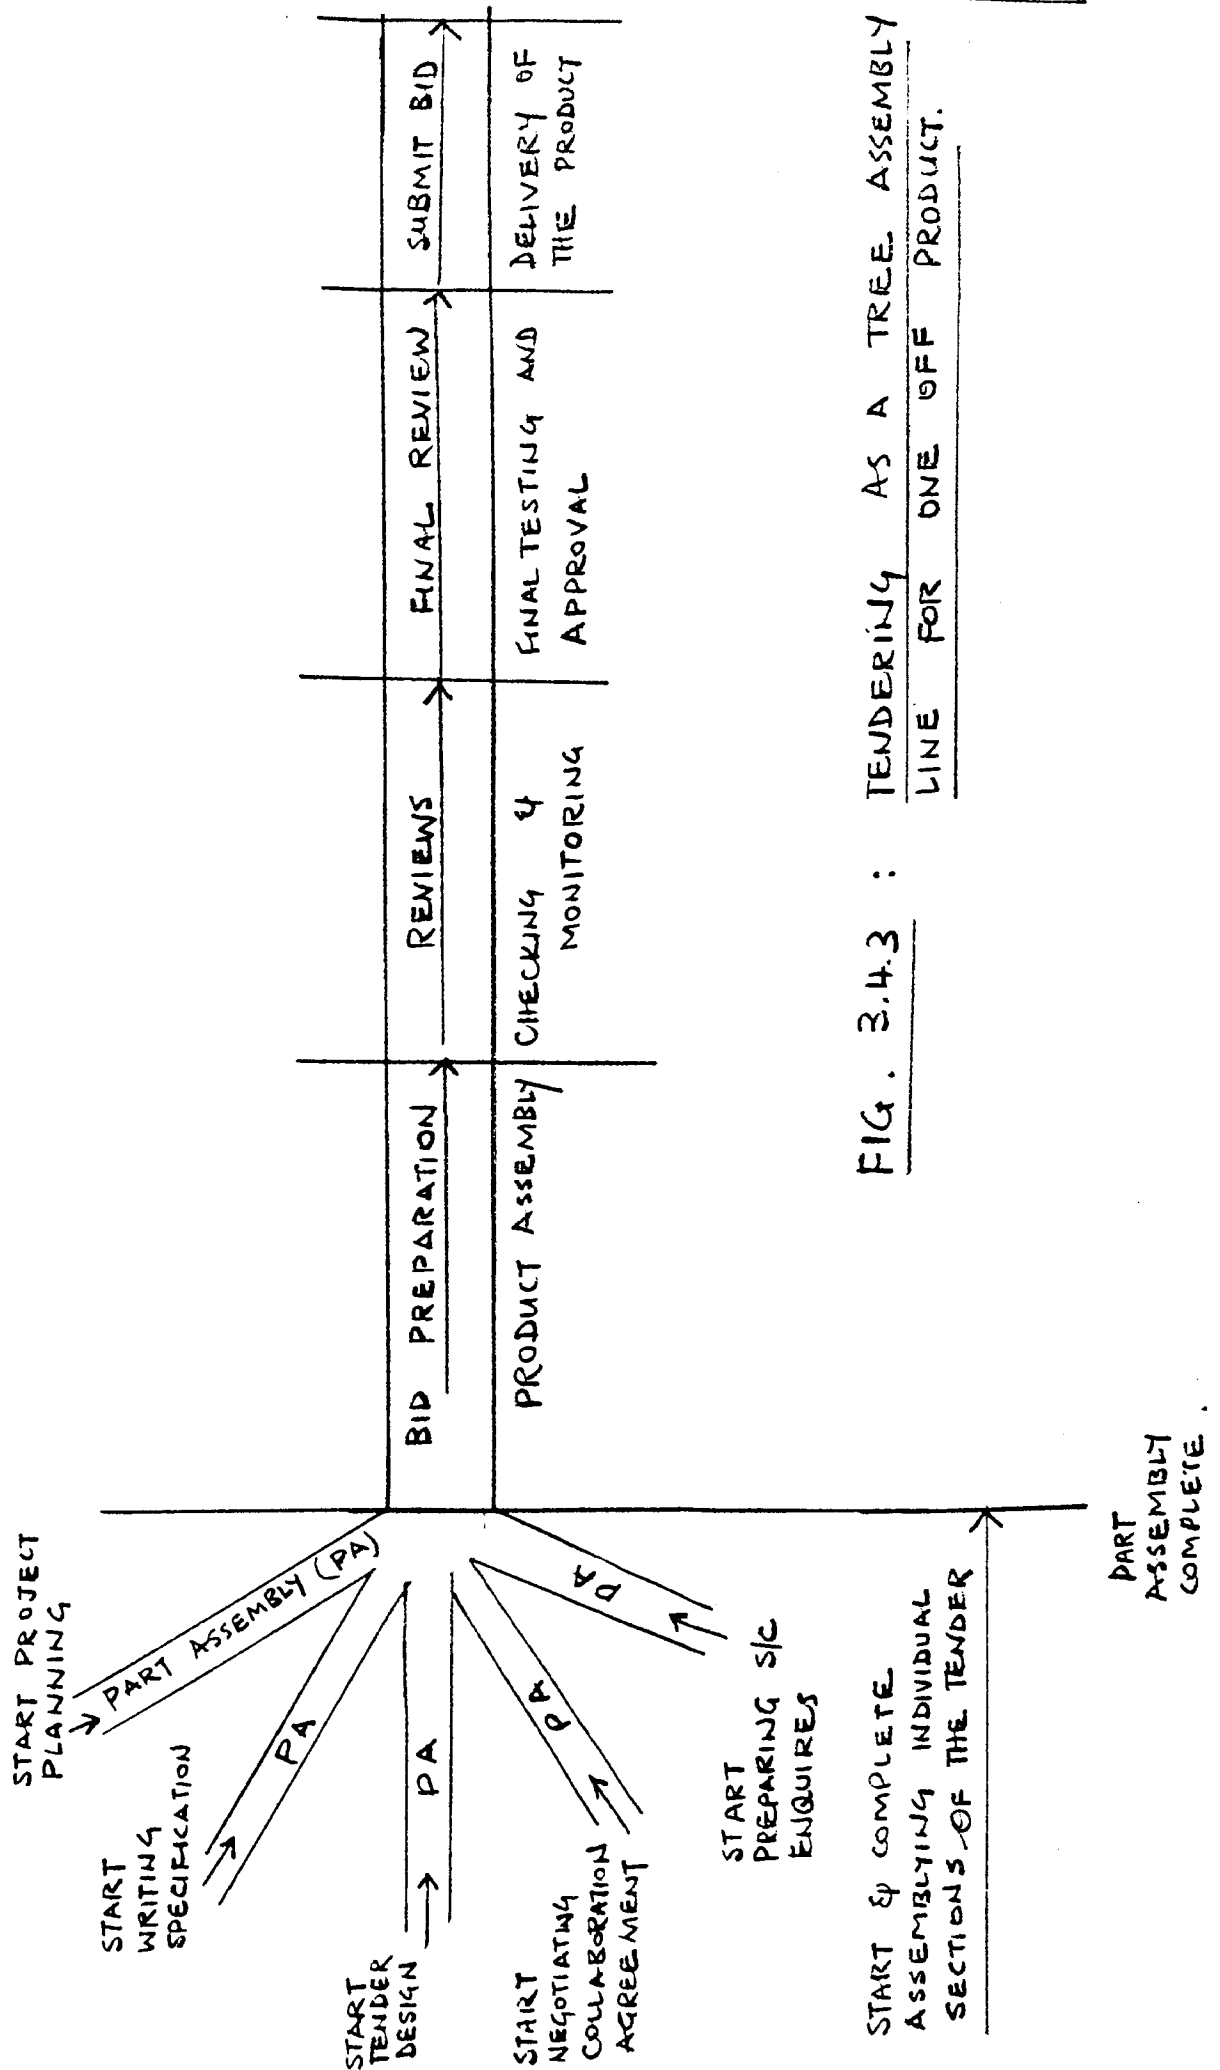 START PROJECT
PLANNING
PART ASSEMBLY (PA)
START
WRITING
SPECIFICATION
PA
START
TENDER
DESIGN
PA
START
NEGOTIATING
COLLABORATION
AGREEMENT
PA
START
PREPARING S/C
ENQUIRES
PA
BID PREPARATION
REVIEWS
FINAL REVIEW
SUBMIT BID
PRODUCT ASSEMBLY
CHECKING &
MONITORING
FINAL TESTING AND
APPROVAL
DELIVERY OF
THE PRODUCT
START & COMPLETE
ASSEMBLYING INDIVIDUAL
SECTIONS OF THE TENDER
PART
ASSEMBLY
COMPLETE.
FIG. 3.4.3 : TENDERING AS A TREE ASSEMBLY
LINE FOR ONE OFF PRODUCT.